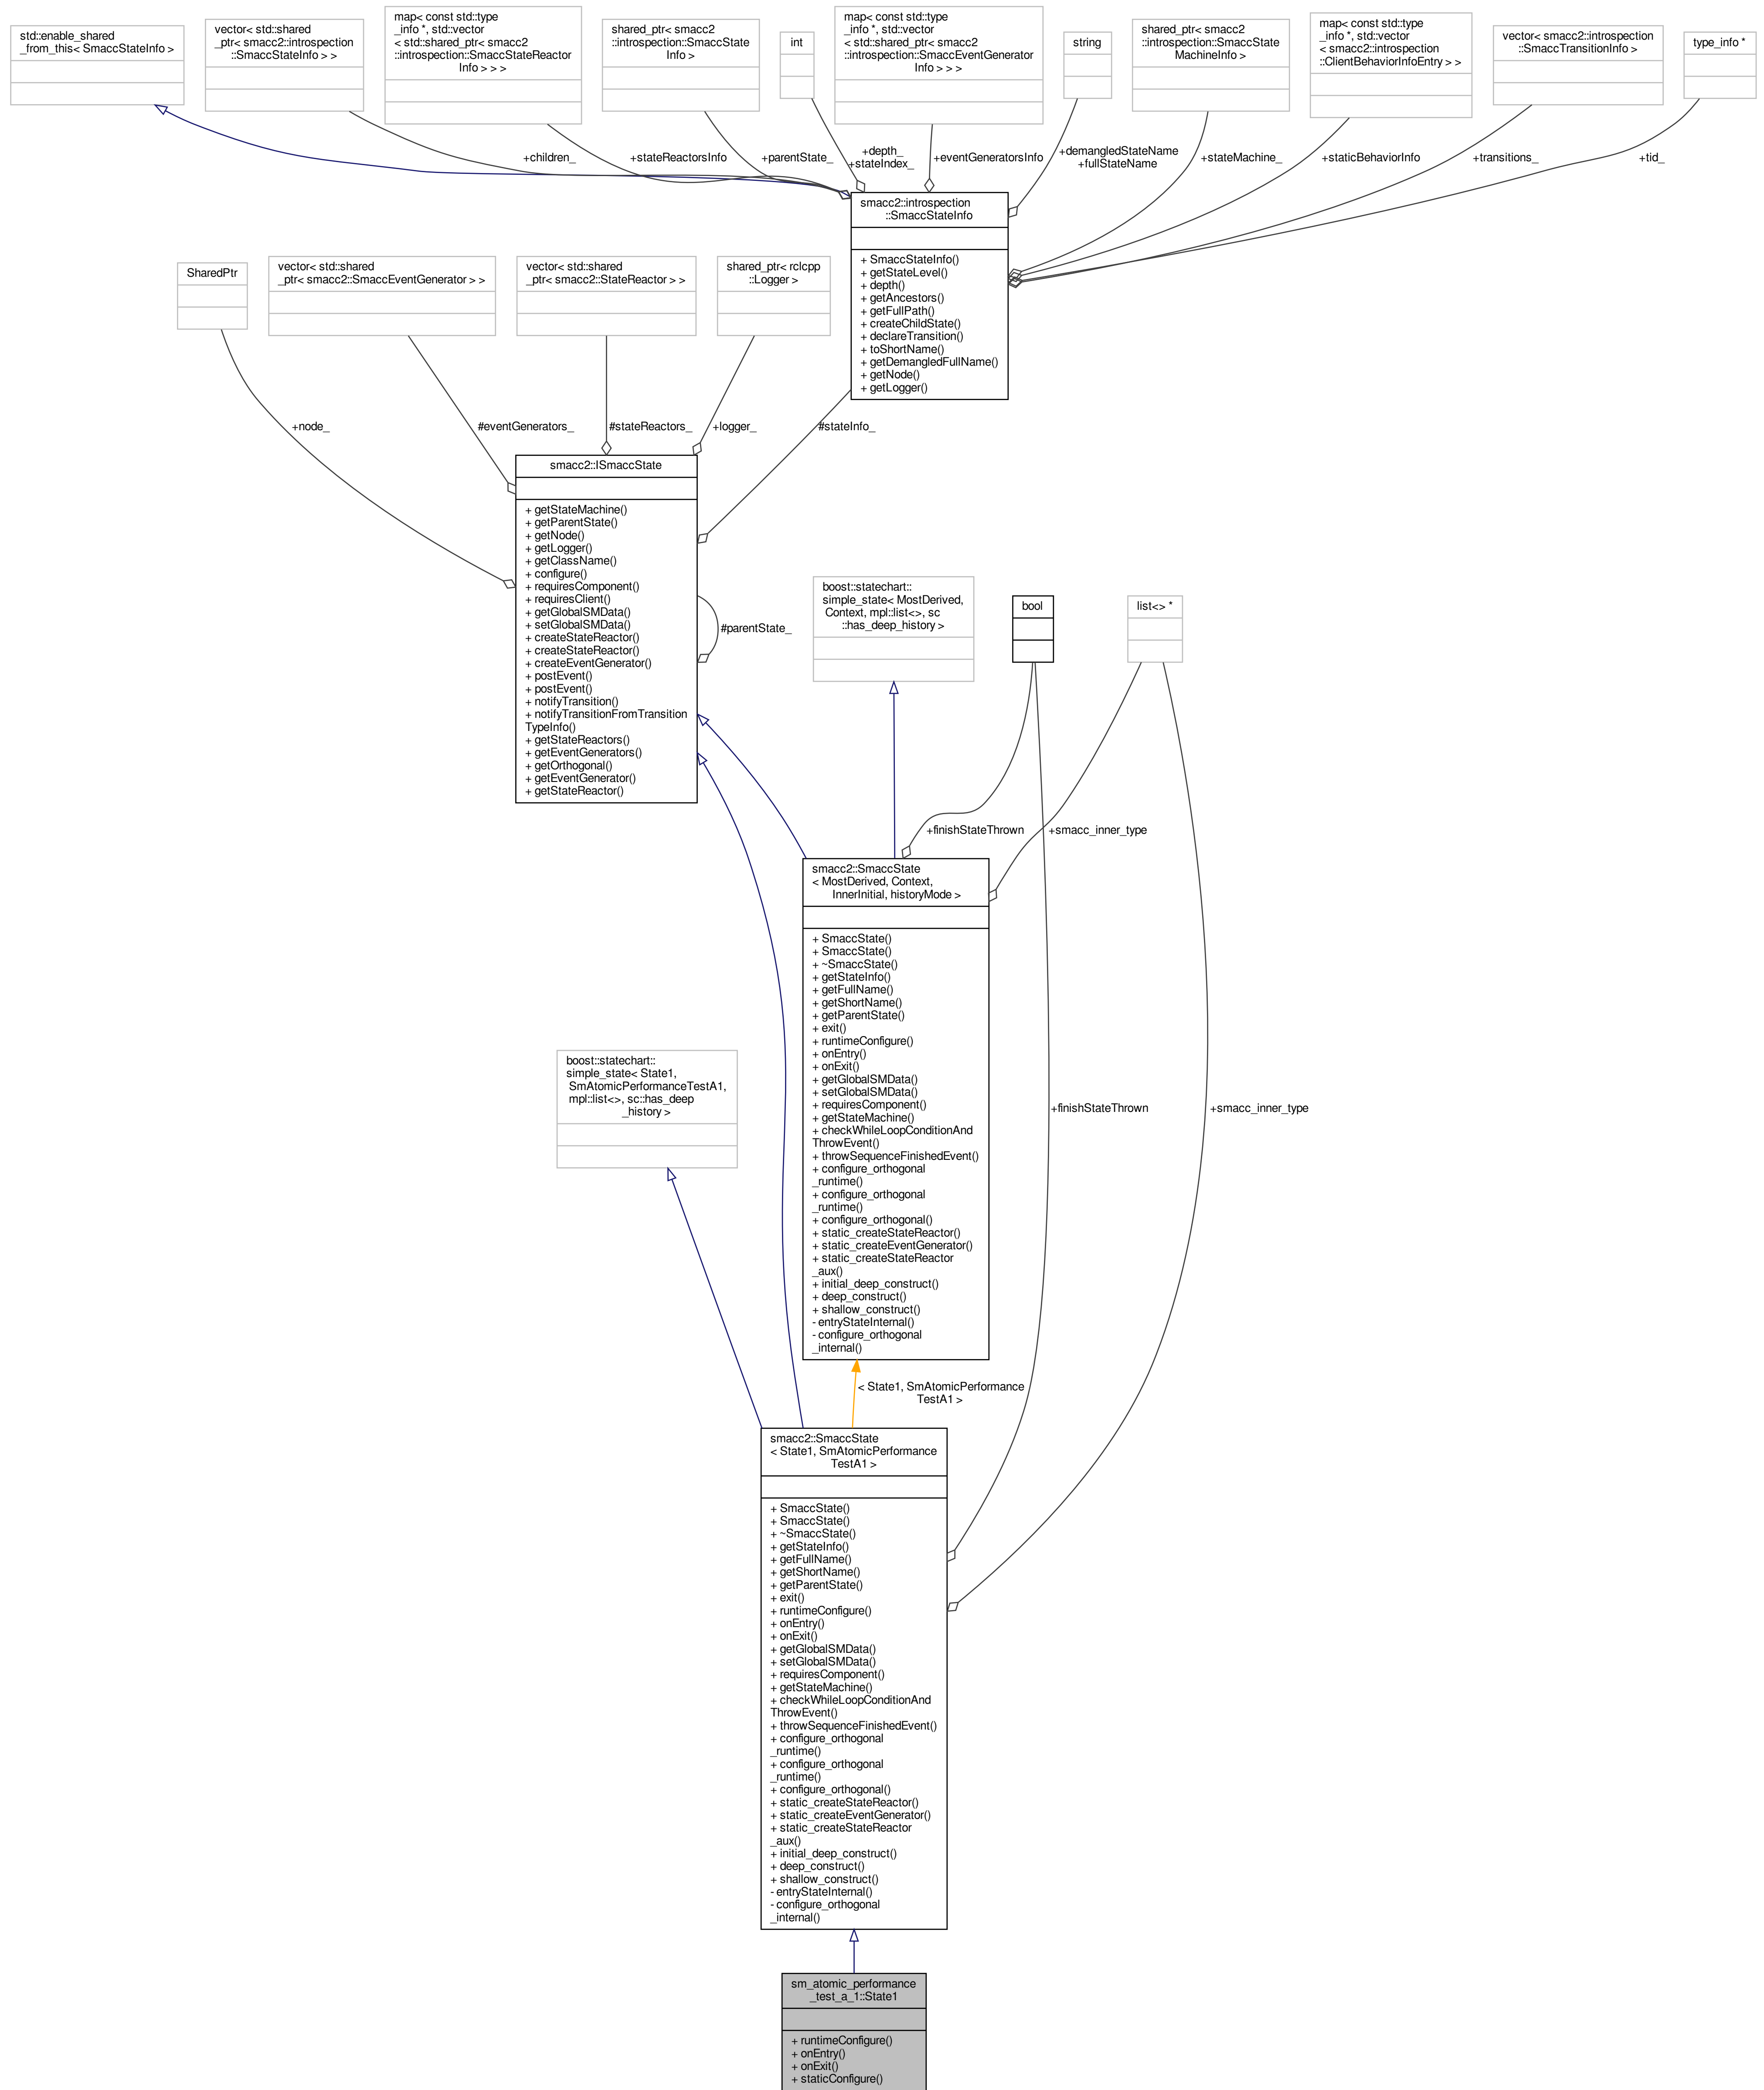 std::enable_shared
_from_this< SmaccStateInfo >
vector< std::shared
_ptr< smacc2::introspection
::SmaccStateInfo > >
map< const std::type
_info *, std::vector
< std::shared_ptr< smacc2
::introspection::SmaccStateReactor
Info > > >
shared_ptr< smacc2
::introspection::SmaccState
Info >
int
map< const std::type
_info *, std::vector
< std::shared_ptr< smacc2
::introspection::SmaccEventGenerator
Info > > >
string
shared_ptr< smacc2
::introspection::SmaccState
MachineInfo >
map< const std::type
_info *, std::vector
< smacc2::introspection
::ClientBehaviorInfoEntry > >
vector< smacc2::introspection
::SmaccTransitionInfo >
type_info *
+children_
+stateReactorsInfo
+parentState_
+depth_
+stateIndex_
+eventGeneratorsInfo
+demangledStateName
+fullStateName
+stateMachine_
+staticBehaviorInfo
+transitions_
+tid_
smacc2::introspection
::SmaccStateInfo
+ SmaccStateInfo()
+ getStateLevel()
+ depth()
+ getAncestors()
+ getFullPath()
+ createChildState()
+ declareTransition()
+ toShortName()
+ getDemangledFullName()
+ getNode()
+ getLogger()
SharedPtr
vector< std::shared
_ptr< smacc2::SmaccEventGenerator > >
vector< std::shared
_ptr< smacc2::StateReactor > >
shared_ptr< rclcpp
::Logger >
+node_
#eventGenerators_
#stateReactors_
+logger_
#stateInfo_
smacc2::ISmaccState
+ getStateMachine()
+ getParentState()
+ getNode()
+ getLogger()
+ getClassName()
+ configure()
+ requiresComponent()
+ requiresClient()
+ getGlobalSMData()
+ setGlobalSMData()
+ createStateReactor()
+ createStateReactor()
+ createEventGenerator()
+ postEvent()
+ postEvent()
+ notifyTransition()
+ notifyTransitionFromTransition
TypeInfo()
+ getStateReactors()
+ getEventGenerators()
+ getOrthogonal()
+ getEventGenerator()
+ getStateReactor()
#parentState_
boost::statechart::
simple_state< MostDerived,
Context, mpl::list<>, sc
::has_deep_history >
bool
list<> *
+finishStateThrown
+smacc_inner_type
smacc2::SmaccState
< MostDerived, Context,
InnerInitial, historyMode >
+ SmaccState()
+ SmaccState()
+ ~SmaccState()
+ getStateInfo()
+ getFullName()
+ getShortName()
+ getParentState()
+ exit()
+ runtimeConfigure()
+ onEntry()
+ onExit()
+ getGlobalSMData()
+ setGlobalSMData()
+ requiresComponent()
+ getStateMachine()
+ checkWhileLoopConditionAnd
ThrowEvent()
+ throwSequenceFinishedEvent()
+ configure_orthogonal
_runtime()
+ configure_orthogonal
_runtime()
+ configure_orthogonal()
+ static_createStateReactor()
+ static_createEventGenerator()
+ static_createStateReactor
_aux()
+ initial_deep_construct()
+ deep_construct()
+ shallow_construct()
- entryStateInternal()
- configure_orthogonal
_internal()
boost::statechart::
simple_state< State1,
SmAtomicPerformanceTestA1,
mpl::list<>, sc::has_deep
_history >
+finishStateThrown
+smacc_inner_type
< State1, SmAtomicPerformance
TestA1 >
smacc2::SmaccState
< State1, SmAtomicPerformance
TestA1 >
+ SmaccState()
+ SmaccState()
+ ~SmaccState()
+ getStateInfo()
+ getFullName()
+ getShortName()
+ getParentState()
+ exit()
+ runtimeConfigure()
+ onEntry()
+ onExit()
+ getGlobalSMData()
+ setGlobalSMData()
+ requiresComponent()
+ getStateMachine()
+ checkWhileLoopConditionAnd
ThrowEvent()
+ throwSequenceFinishedEvent()
+ configure_orthogonal
_runtime()
+ configure_orthogonal
_runtime()
+ configure_orthogonal()
+ static_createStateReactor()
+ static_createEventGenerator()
+ static_createStateReactor
_aux()
+ initial_deep_construct()
+ deep_construct()
+ shallow_construct()
- entryStateInternal()
- configure_orthogonal
_internal()
sm_atomic_performance
_test_a_1::State1
+ runtimeConfigure()
+ onEntry()
+ onExit()
+ staticConfigure()